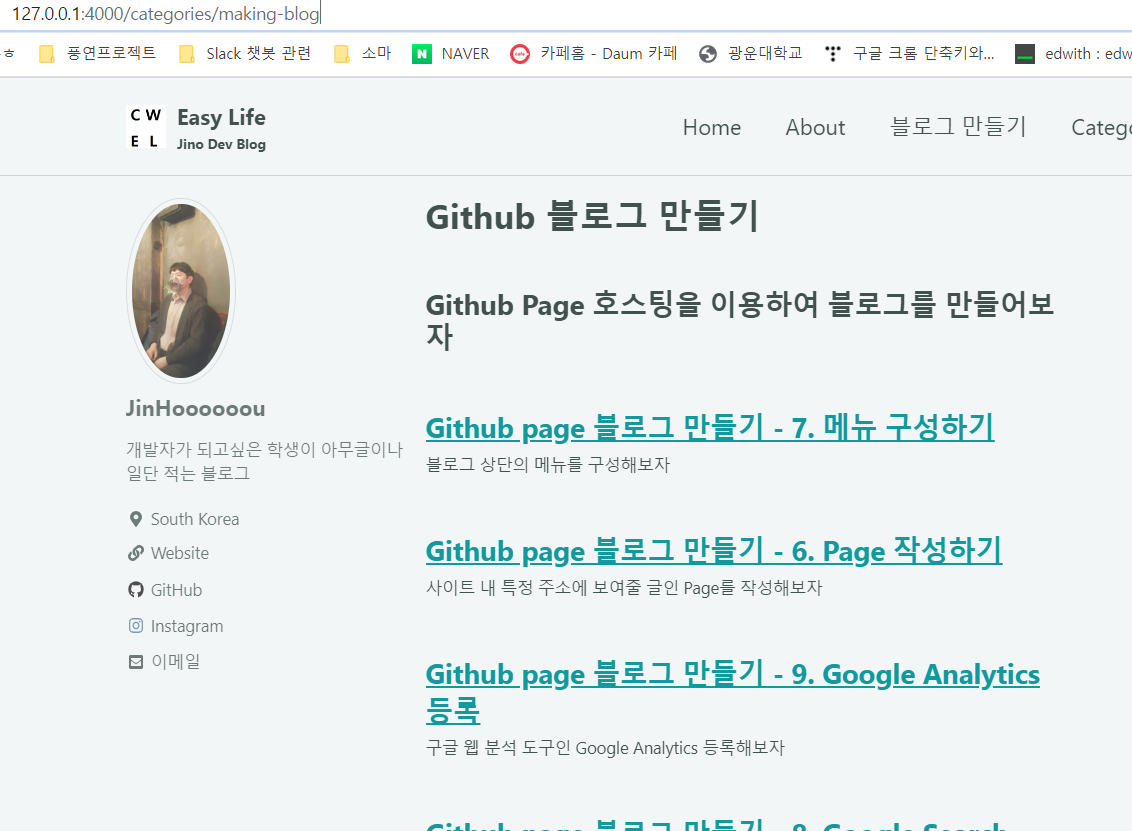 127.0.0.1:4000/categories/making-blog
ㅎ 풍연프로젝트 Slack 챗봇 관련 소마 NAVER 카페홈 - Daum 카페 광운대학교 구글 크롬 단축키와... edwith : edw
C W
E L
Easy Life
Jino Dev Blog
Home About 블로그 만들기 Catego
JinHoooooou
개발자가 되고싶은 학생이 아무글이나
일단 적는 블로그
South Korea
Website
GitHub
Instagram
이메일
Github 블로그 만들기
Github Page 호스팅을 이용하여 블로그를 만들어보
자
Github page 블로그 만들기 - 7. 메뉴 구성하기
블로그 상단의 메뉴를 구성해보자
Github page 블로그 만들기 - 6. Page 작성하기
사이트 내 특정 주소에 보여줄 글인 Page를 작성해보자
Github page 블로그 만들기 - 9. Google Analytics
등록
구글 웹 분석 도구인 Google Analytics 등록해보자
Github page 블로그 만들기 - 8. Google Search